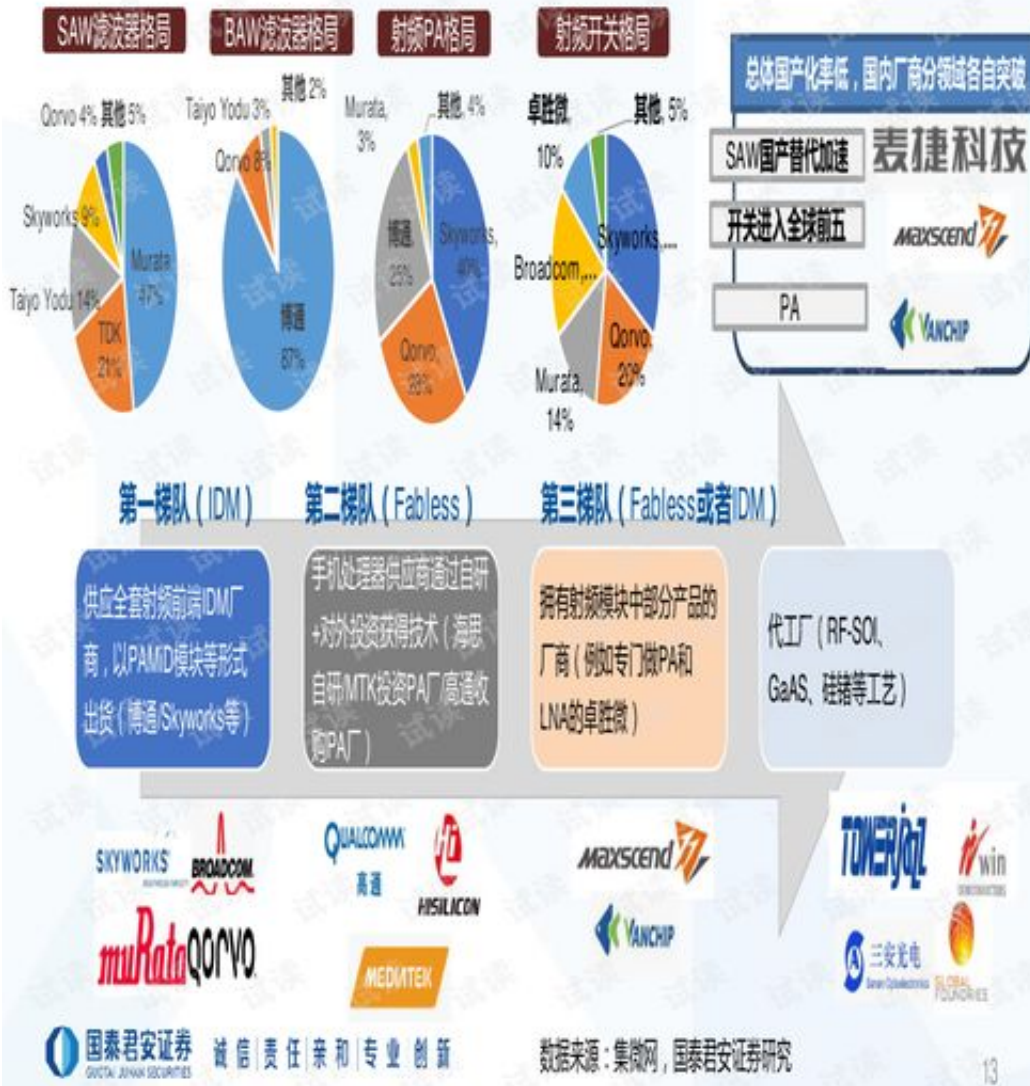 SAW滤波器格局
BAW滤波器格局
射频PA格局
射频开关格局
Qorvo 4%
其他 5%
Skyworks 9%
Taiyo Yodu 14%
TDK
21%
Murata
47%
Taiyo Yodu 3%
其他 2%
Qorvo 8%
博通
87%
Murata,
3%
其他, 4%
博通,
25%
Skyworks,
Qorvo,
28%
卓胜微,
10%
其他, 5%
Broadcom,...
Skyworks,...
Murata,
14%
Qorvo,
20%
总体国产化率低，国内厂商分领域各自突破
SAW国产替代加速
麦捷科技
开关进入全球前五
MAXSCEND
PA
VANCHIP
第一梯队（IDM）
第二梯队（Fabless）
第三梯队（Fabless或者IDM）
供应全套射频前端IDM厂
商，以PAMiD模块等形式
出货（博通/Skyworks等）
手机处理器供应商通过自研
+对外投资获得技术（海思
自研/MTK投资PA厂/高通收
购PA厂）
拥有射频模块中部分产品的
厂商（例如专门做PA和
LNA的卓胜微）
代工厂（RF-SOI、
GaAS、硅锗等工艺）
SKYWORKS
BROADCOM
muRata
QORVO
QUALCOMM
高通
HISILICON
MEDIATEK
MAXSCEND
VANCHIP
TOWERJAZZ
win
SEMICONDUCTORS
三安光电
Sanan Optoelectronics
GLOBAL
FOUNDRIES
国泰君安证券
GUOTAI JUNAN SECURITIES
诚信|责任|亲和|专业 创新
数据来源：集微网，国泰君安证券研究
13
试读